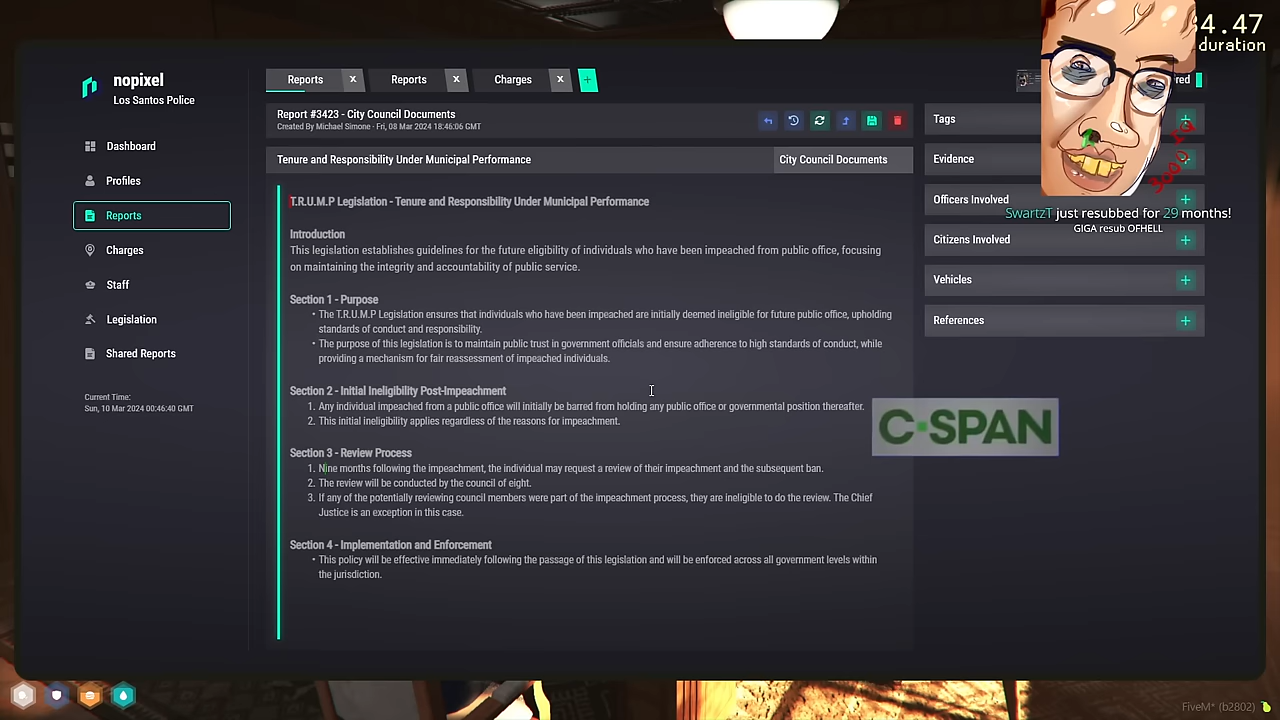 4.47
duration
nopixel
Los Santos Police
Reports x
Reports x
Charges x
+
Report #3423 - City Council Documents
Created By Michael Simone · Fri, 08 Mar 2024 18:46:06 GMT
Tenure and Responsibility Under Municipal Performance
City Council Documents
Dashboard
Profiles
Reports
Charges
Staff
Legislation
Shared Reports
Current Time:
Sun, 10 Mar 2024 00:46:40 GMT
T.R.U.M.P Legislation - Tenure and Responsibility Under Municipal Performance
Introduction
This legislation establishes guidelines for the future eligibility of individuals who have been impeached from public office, focusing
on maintaining the integrity and accountability of public service.
Section 1 - Purpose
• The T.R.U.M.P Legislation ensures that individuals who have been impeached are initially deemed ineligible for future public office, upholding
standards of conduct and responsibility.
• The purpose of this legislation is to maintain public trust in government officials and ensure adherence to high standards of conduct, while
providing a mechanism for fair reassessment of impeached individuals.
Section 2 - Initial Ineligibility Post-Impeachment
1. Any individual impeached from a public office will initially be barred from holding any public office or governmental position thereafter.
2. This initial ineligibility applies regardless of the reasons for impeachment.
Section 3 - Review Process
1. Nine months following the impeachment, the individual may request a review of their impeachment and the subsequent ban.
2. The review will be conducted by the council of eight.
3. If any of the potentially reviewing council members were part of the impeachment process, they are ineligible to do the review. The Chief
Justice is an exception in this case.
Section 4 - Implementation and Enforcement
• This policy will be effective immediately following the passage of this legislation and will be enforced across all government levels within
the jurisdiction.
Tags
Evidence
Officers Involved
Citizens Involved
Vehicles
References
3000 IQ
SwartzT just resubbed for 29 months!
GIGA resub OFHELL
C-SPAN
FiveM* (b2802)